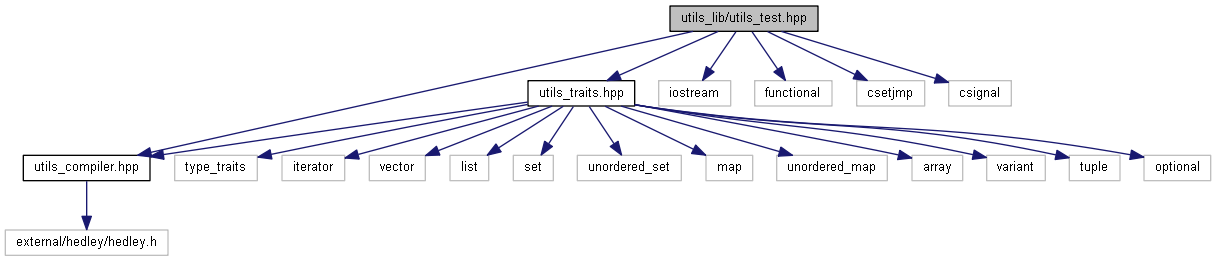 utils_lib/utils_test.hpp
utils_traits.hpp
iostream
functional
csetjmp
csignal
utils_compiler.hpp
type_traits
iterator
vector
list
set
unordered_set
map
unordered_map
array
variant
tuple
optional
external/hedley/hedley.h